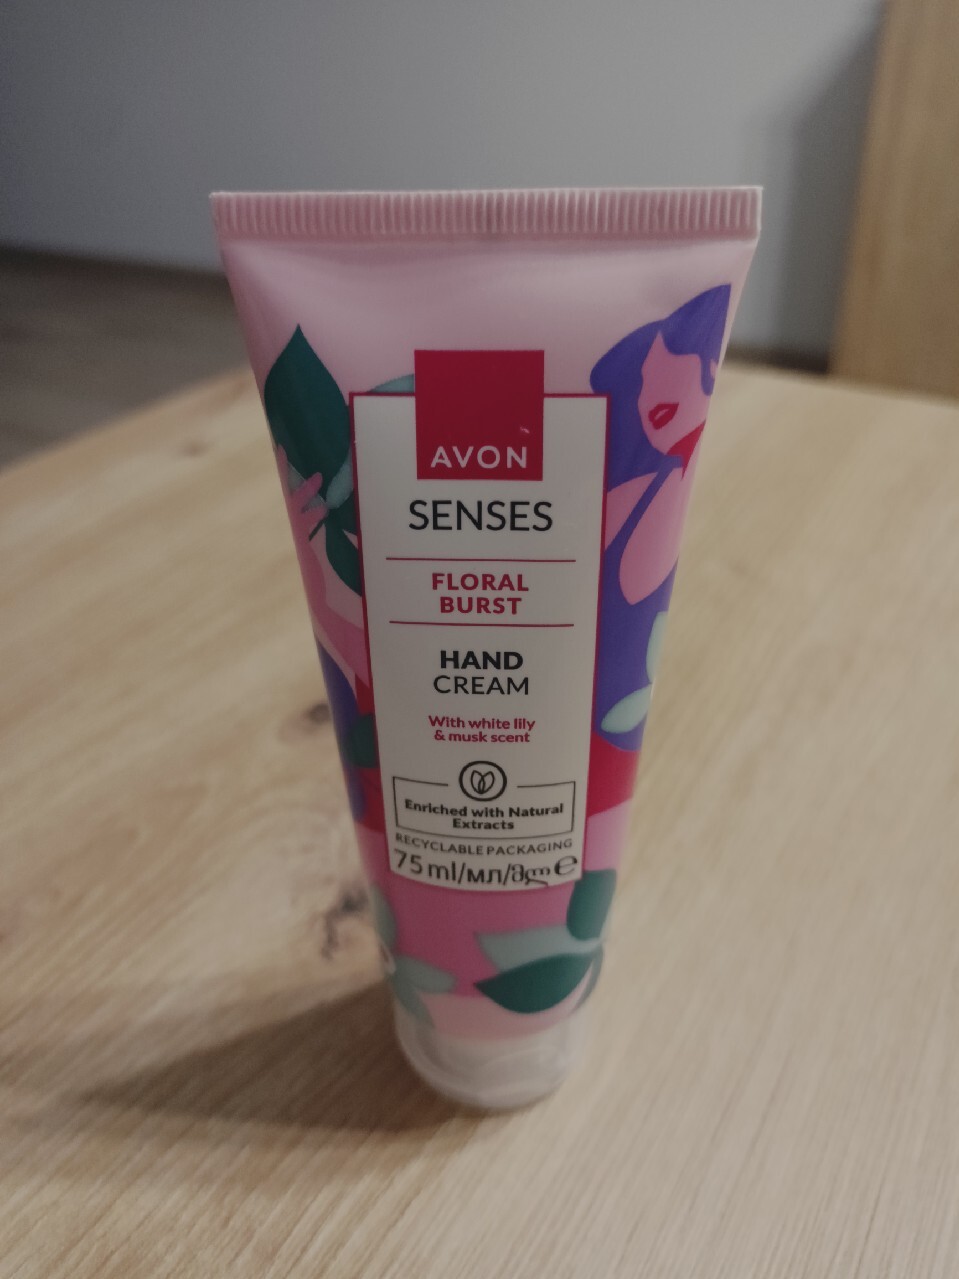 AVON
SENSES
FLORAL
BURST
HAND
CREAM
With white lily
& musk scent
Enriched with Natural
Extracts
RECYCLABLE PACKAGING
75 ml/мл/მლ e